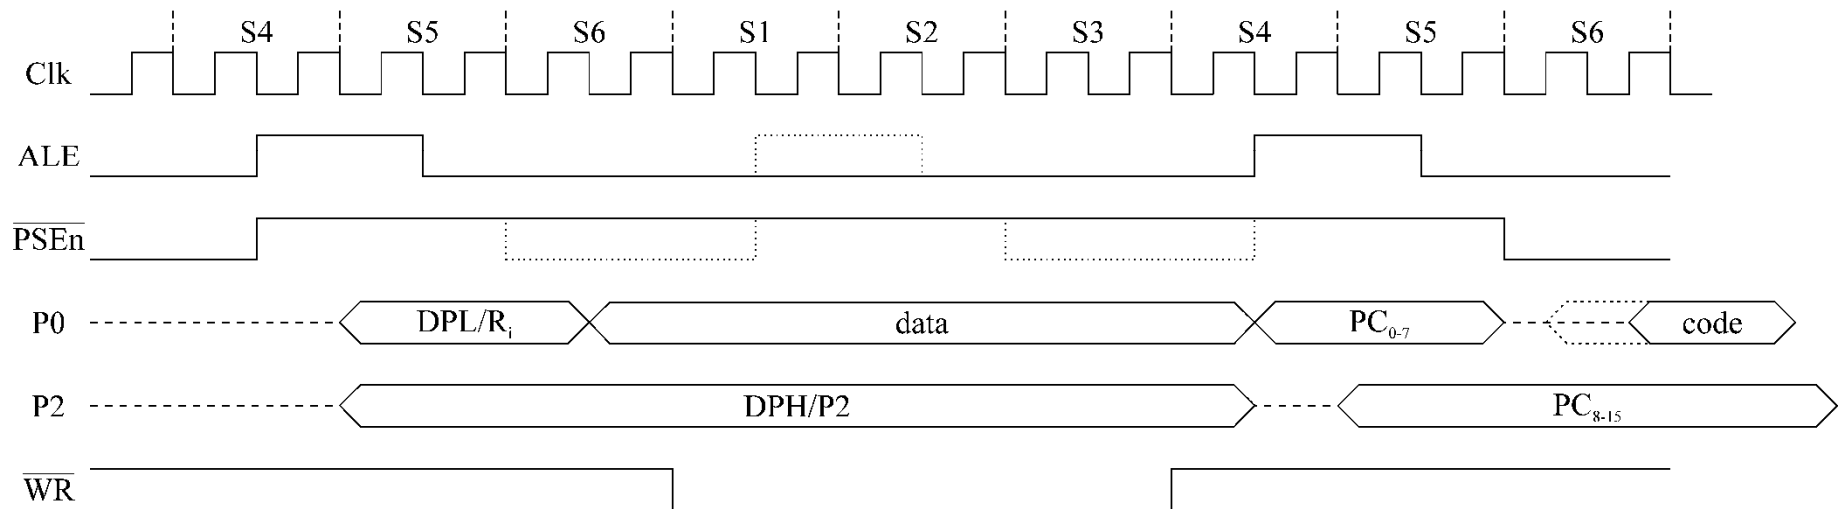 S4 S5 S6 S1 S2 S3 S4 S5 S6
Clk
ALE
PSEn
P0 DPL/Ri data PC0-7 code
P2 DPH/P2 PC8-15
WR